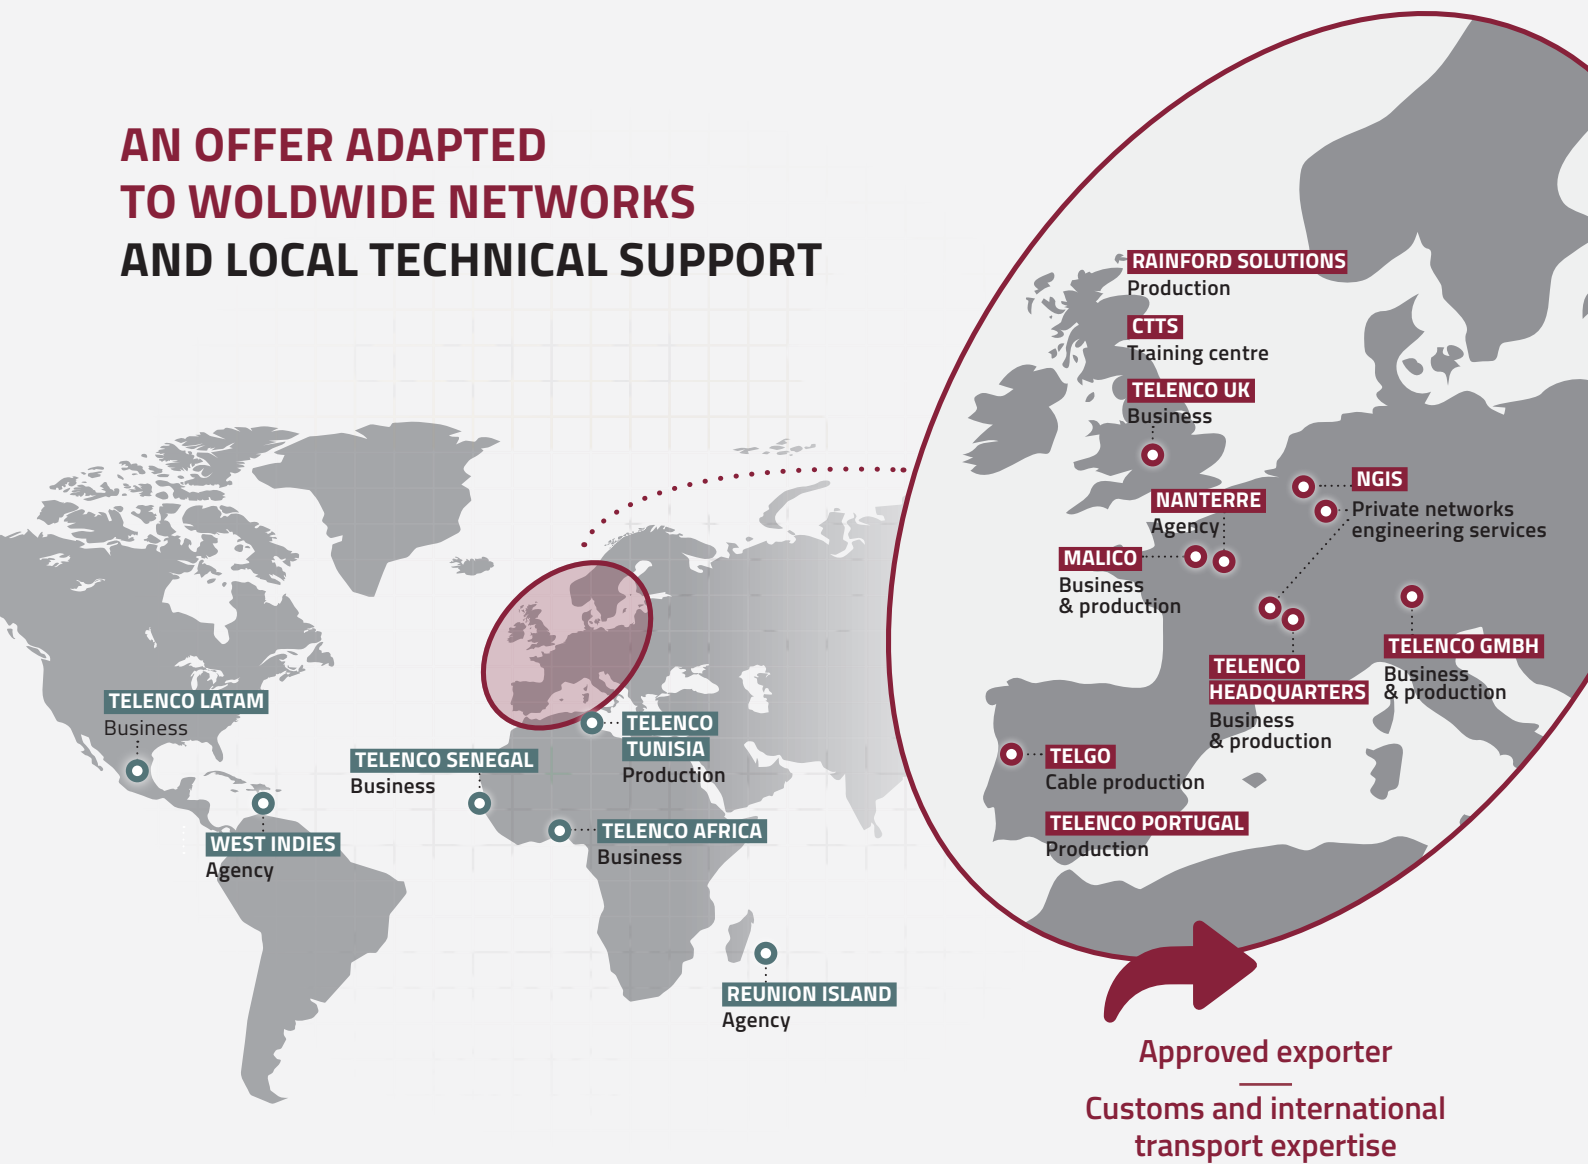 AN OFFER ADAPTED
TO WOLDWIDE NETWORKS
AND LOCAL TECHNICAL SUPPORT
RAINFORD SOLUTIONS
Production
CTTS
Training centre
TELENCO UK
Business
NANTERRE
Agency
MALICO
Business
& production
NGIS
Private networks
engineering services
TELENCO GMBH
Business
& production
TELENCO
HEADQUARTERS
Business
& production
TELGO
Cable production
TELENCO PORTUGAL
Production
TELENCO LATAM
Business
WEST INDIES
Agency
TELENCO SENEGAL
Business
TELENCO
TUNISIA
Production
TELENCO AFRICA
Business
REUNION ISLAND
Agency
Approved exporter
Customs and international
transport expertise